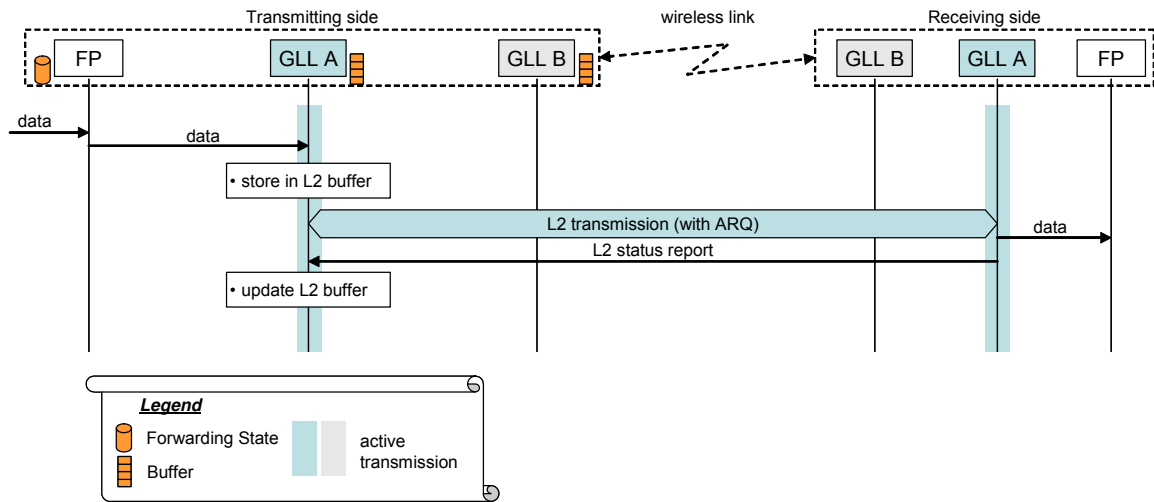 Transmitting side
wireless link
Receiving side
FP
GLL A
GLL B
GLL B
GLL A
FP
data
data
• store in L2 buffer
L2 transmission (with ARQ)
data
L2 status report
• update L2 buffer
Legend
Forwarding State
Buffer
active
transmission